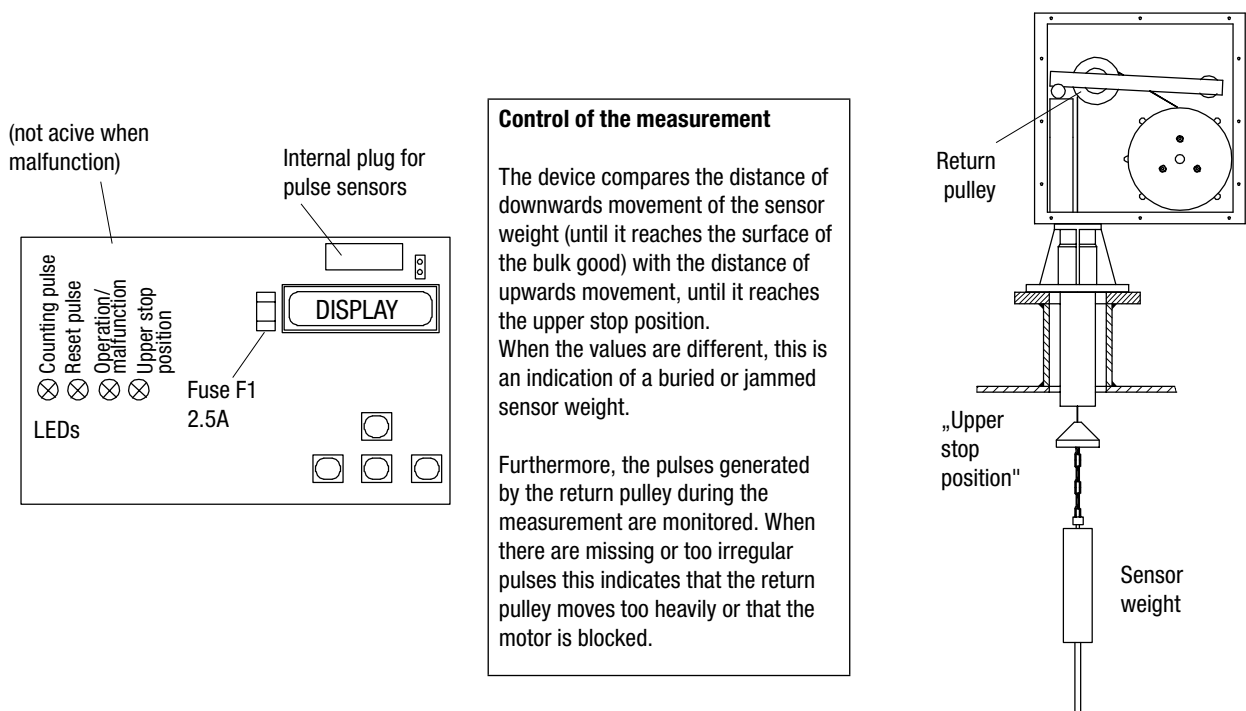 (not acive when
malfunction)
Internal plug for
pulse sensors
Counting pulse
Reset pulse
Operation/
malfunction
Upper stop
position
LEDs
Fuse F1
2.5A
DISPLAY
Control of the measurement
The device compares the distance of
downwards movement of the sensor
weight (until it reaches the surface of
the bulk good) with the distance of
upwards movement, until it reaches
the upper stop position.
When the values are different, this is
an indication of a buried or jammed
sensor weight.
Furthermore, the pulses generated
by the return pulley during the
measurement are monitored. When
there are missing or too irregular
pulses this indicates that the return
pulley moves too heavily or that the
motor is blocked.
Return
pulley
„Upper
stop
position"
Sensor
weight